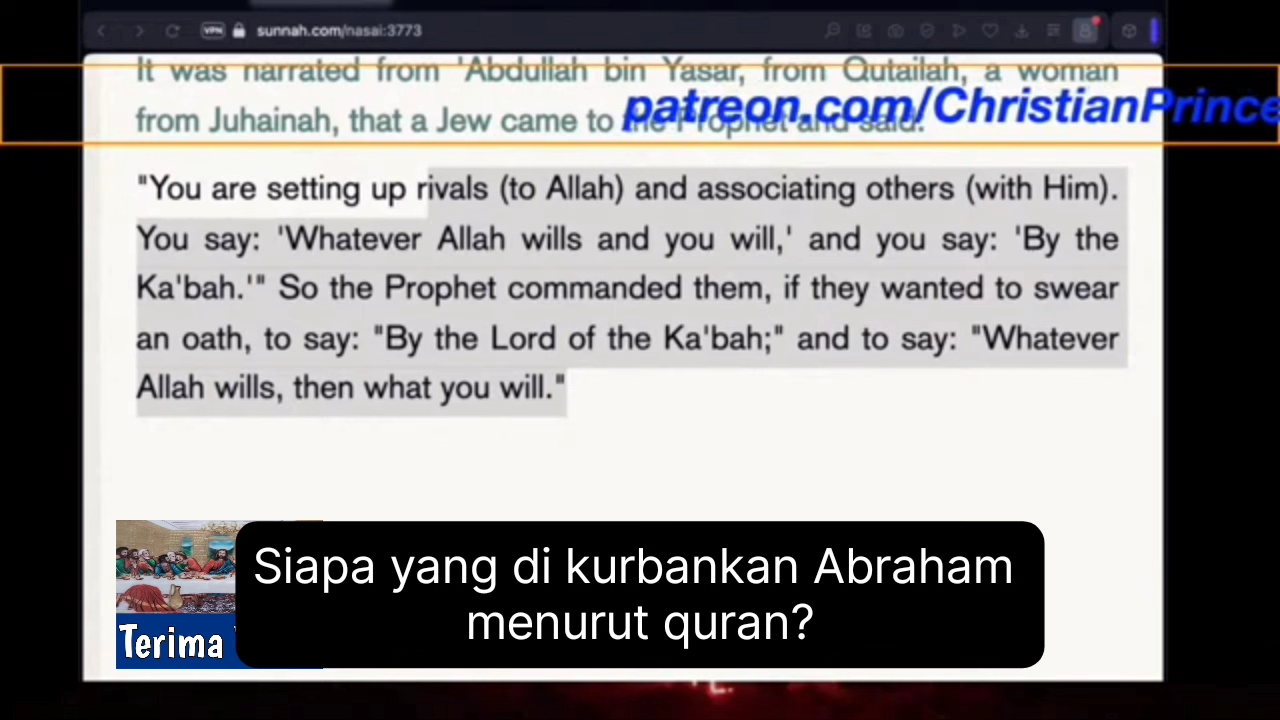 VPN sunnah.com/nasai:3773
It was narrated from 'Abdullah bin Yasar, from Qutailah, a woman
from Juhainah, that a Jew came to the Prophet and said:
patreon.com/ChristianPrince
"You are setting up rivals (to Allah) and associating others (with Him).
You say: 'Whatever Allah wills and you will,' and you say: 'By the
Ka'bah.'" So the Prophet commanded them, if they wanted to swear
an oath, to say: "By the Lord of the Ka'bah;" and to say: "Whatever
Allah wills, then what you will."
Siapa yang di kurbankan Abraham
menurut quran?
Terima